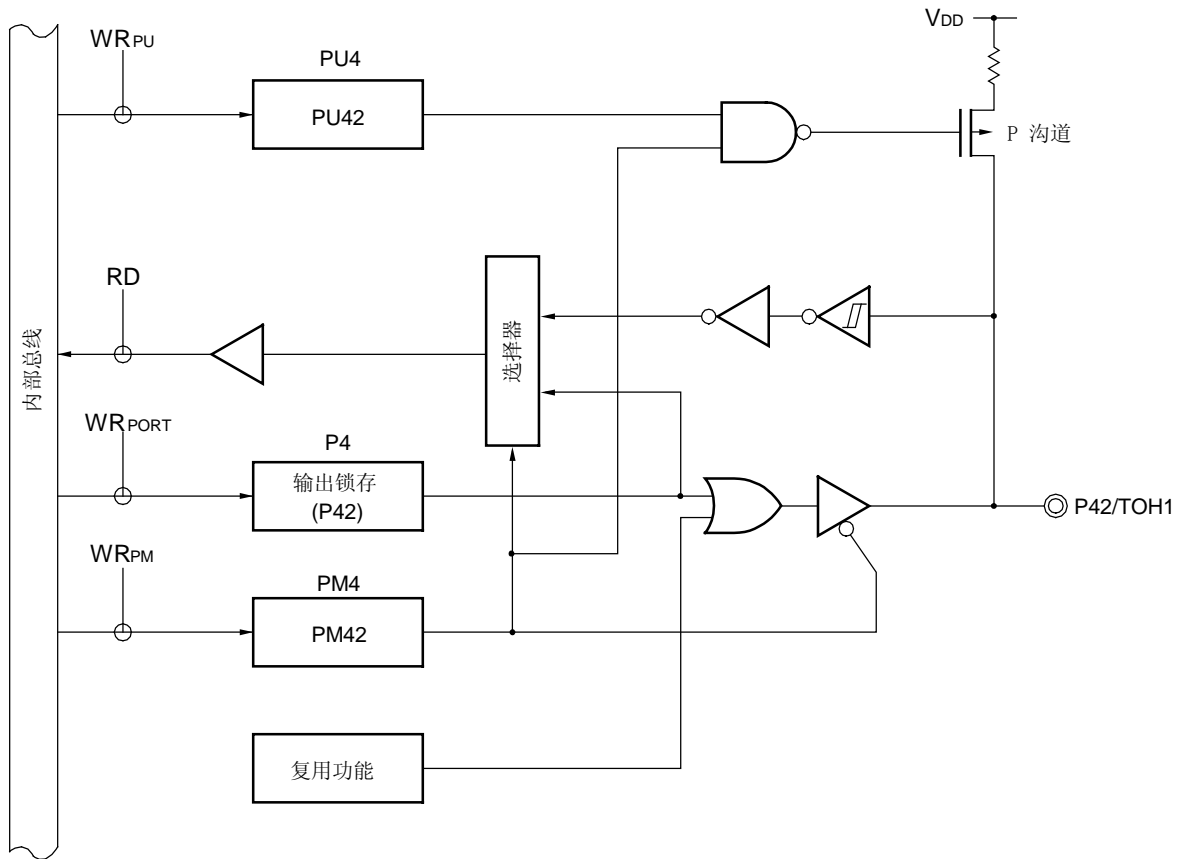 WRPU
VDD
PU4
PU42
P 沟道
RD
选择器
内部总线
WRPORT
P4
输出锁存
(P42)
P42/TOH1
WRPM
PM4
PM42
复用功能